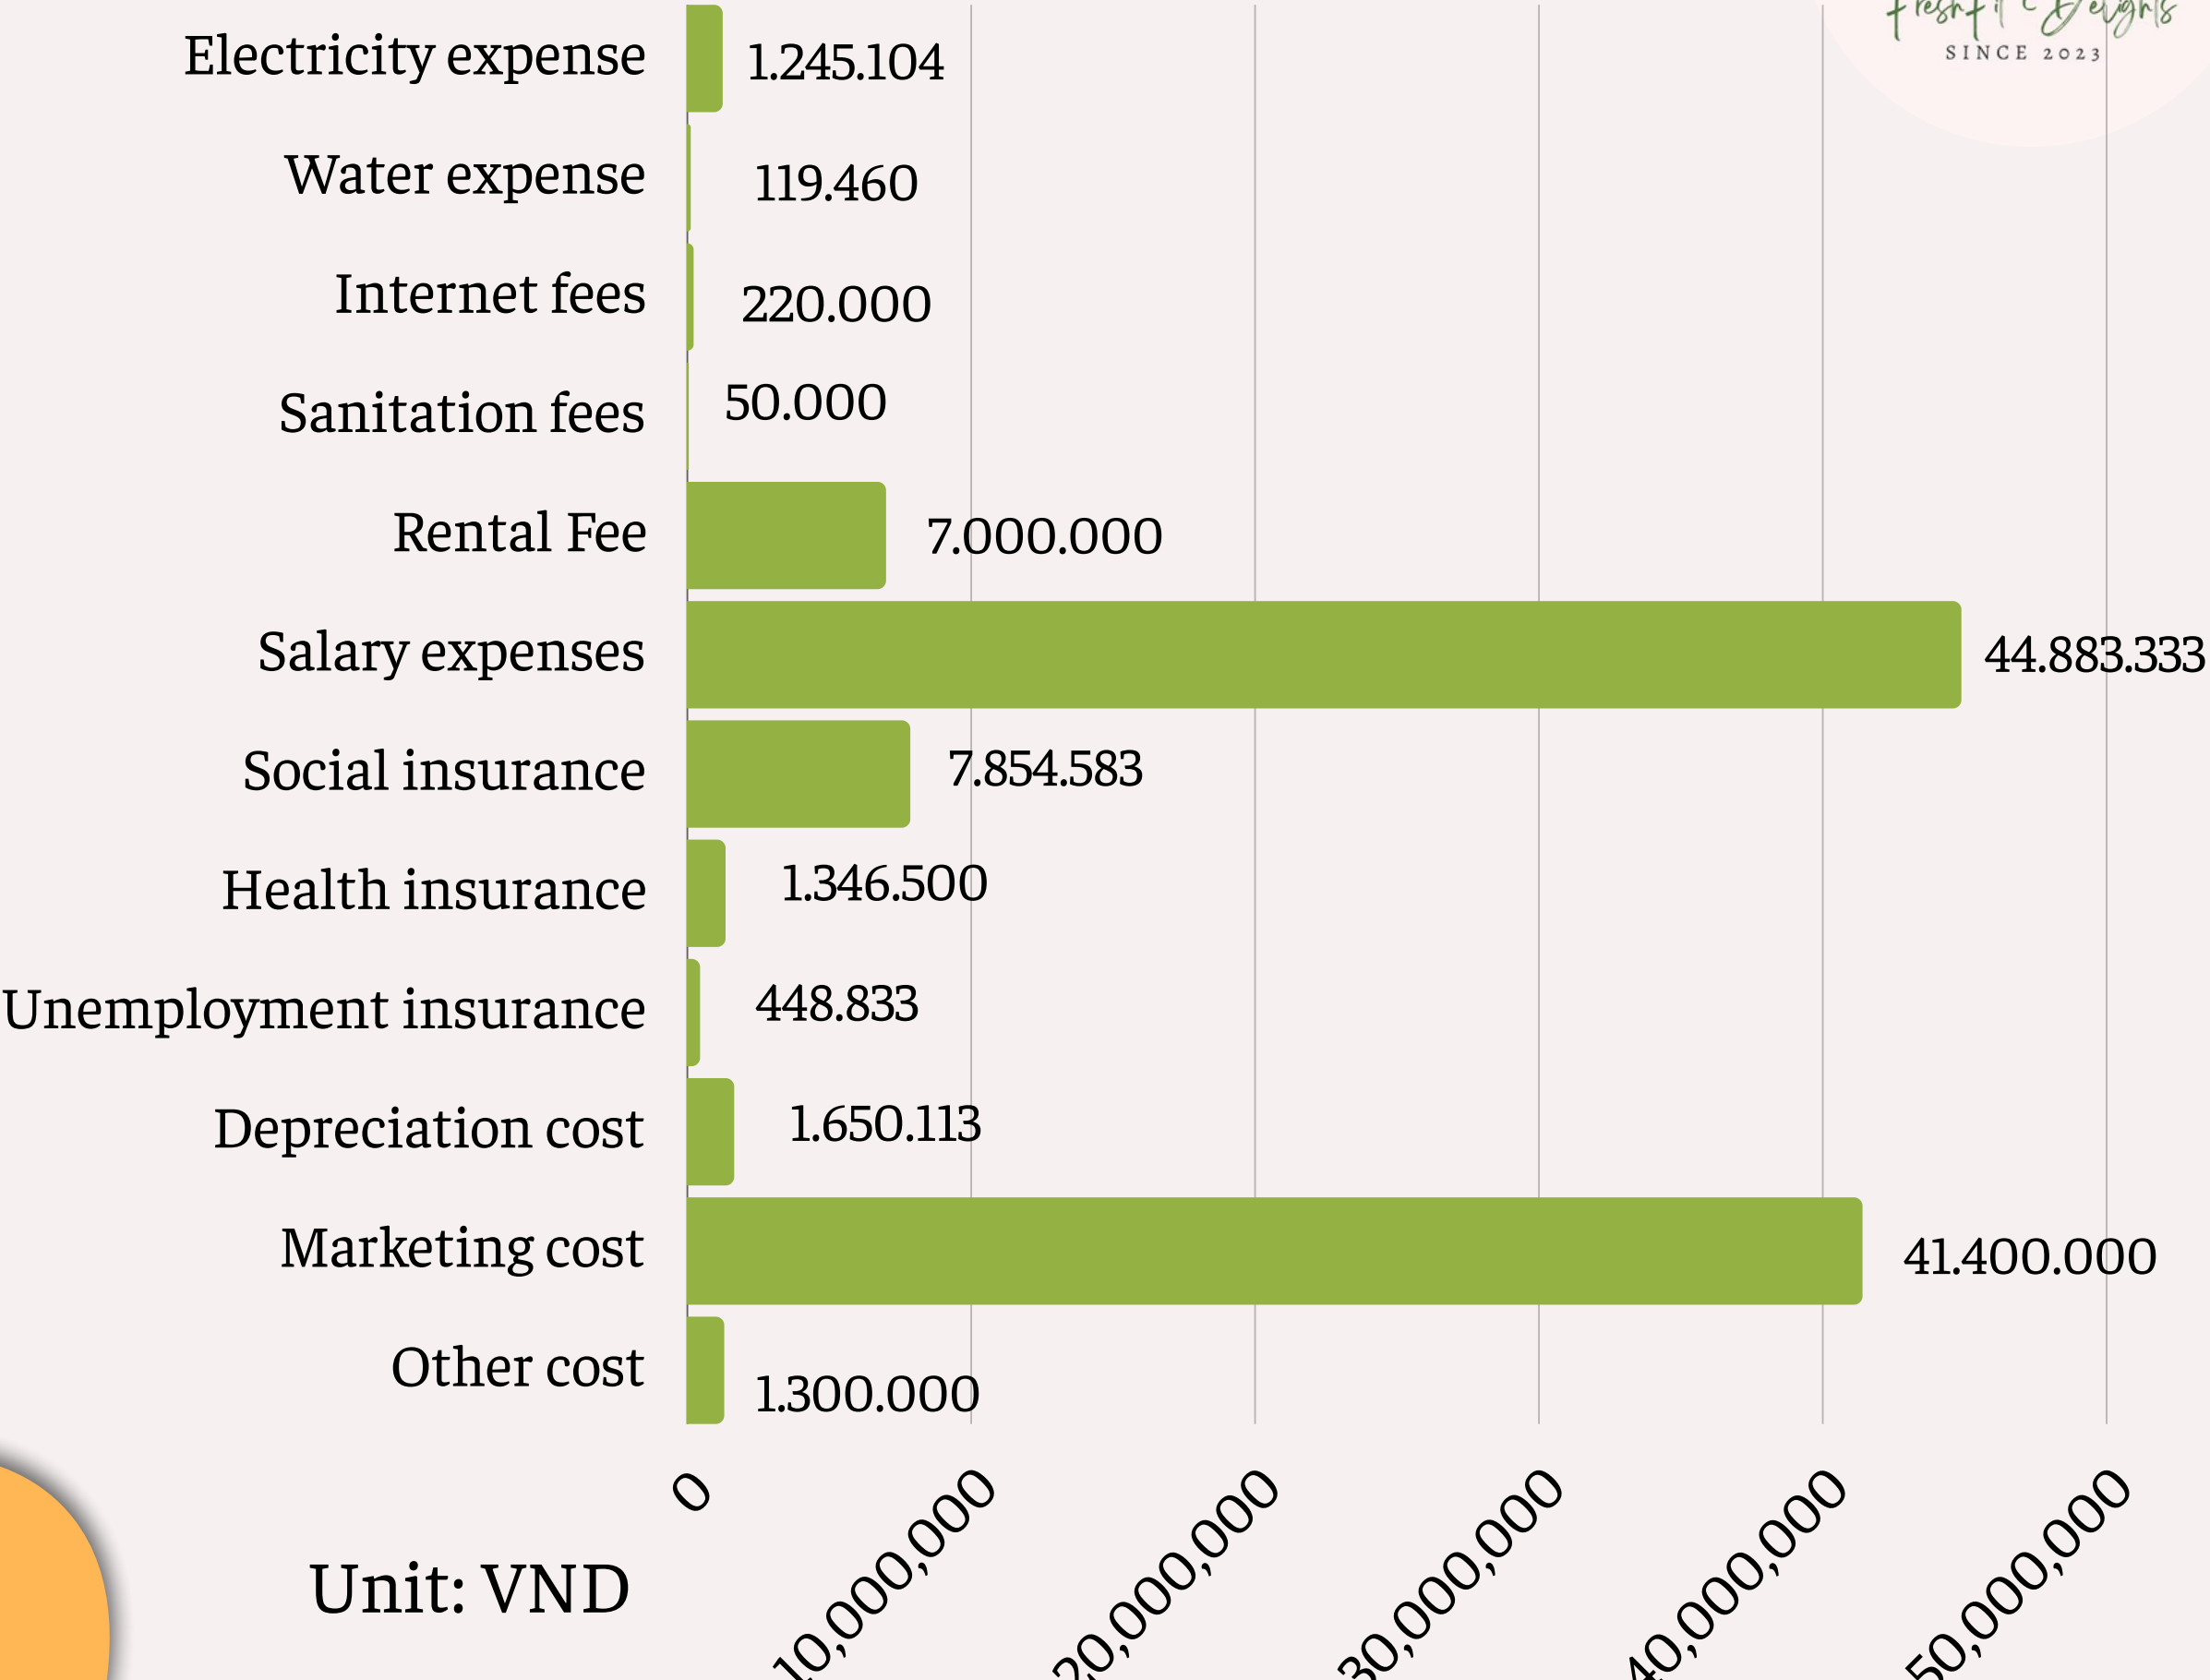 SINCE 2023
Electricity expense 1.245.104
Water expense 119.460
Internet fees 220.000
Sanitation fees 50.000
Rental Fee 7.000.000
Salary expenses 44.883.333
Social insurance 7.854.583
Health insurance 1.346.500
Unemployment insurance 448.833
Depreciation cost 1.650.113
Marketing cost 41.400.000
Other cost 1.300.000
0 10,000,000 20,000,000 30,000,000 40,000,000 50,000,000
Unit: VND